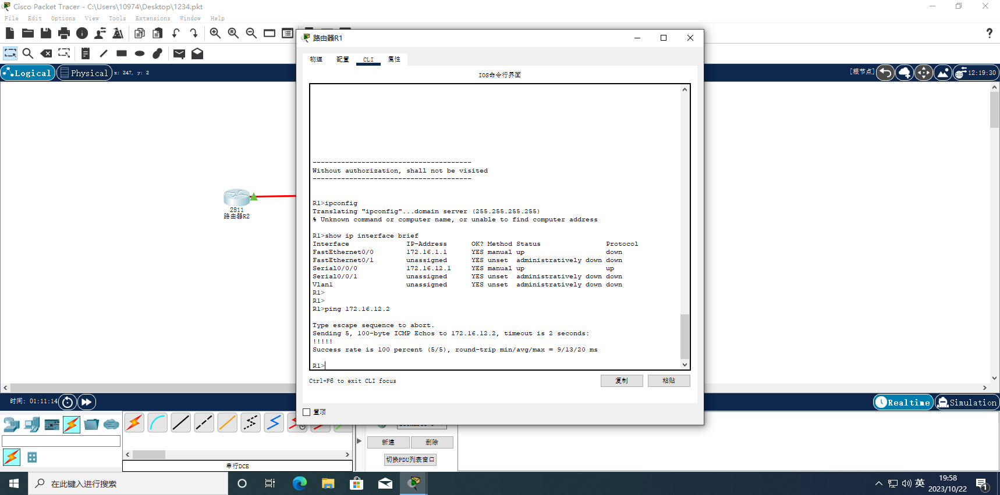 Cisco Packet Tracer - C:\Users\10974\Desktop\1234.pkt
File Edit Options View Tools Extensions Window Help
路由器R1
物理 配置 CLI 属性
Logical Physical x: 247, y: 2
[根节点] 12:19:30
IOS命令行界面
---------------------------------------
Without authorization, shall not be visited
---------------------------------------
R1>ipconfig
Translating "ipconfig"...domain server (255.255.255.255)
% Unknown command or computer name, or unable to find computer address
R1>show ip interface brief
Interface IP-Address OK? Method Status Protocol
FastEthernet0/0 172.16.1.1 YES manual up down
FastEthernet0/1 unassigned YES unset administratively down down
Serial0/0/0 172.16.12.1 YES manual up up
Serial0/0/1 unassigned YES unset administratively down down
Vlan1 unassigned YES unset administratively down down
R1>
R1>
R1>ping 172.16.12.2
Type escape sequence to abort.
Sending 5, 100-byte ICMP Echos to 172.16.12.2, timeout is 2 seconds:
!!!!!
Success rate is 100 percent (5/5), round-trip min/avg/max = 9/13/20 ms
R1>
Ctrl+F6 to exit CLI focus
复制 粘贴
置顶
2811
路由器R2
时间: 01:11:14
Realtime Simulation
新建 删除
切换PDU列表窗口
串行DCE
在此键入进行搜索
英
19:58
2023/10/22
1